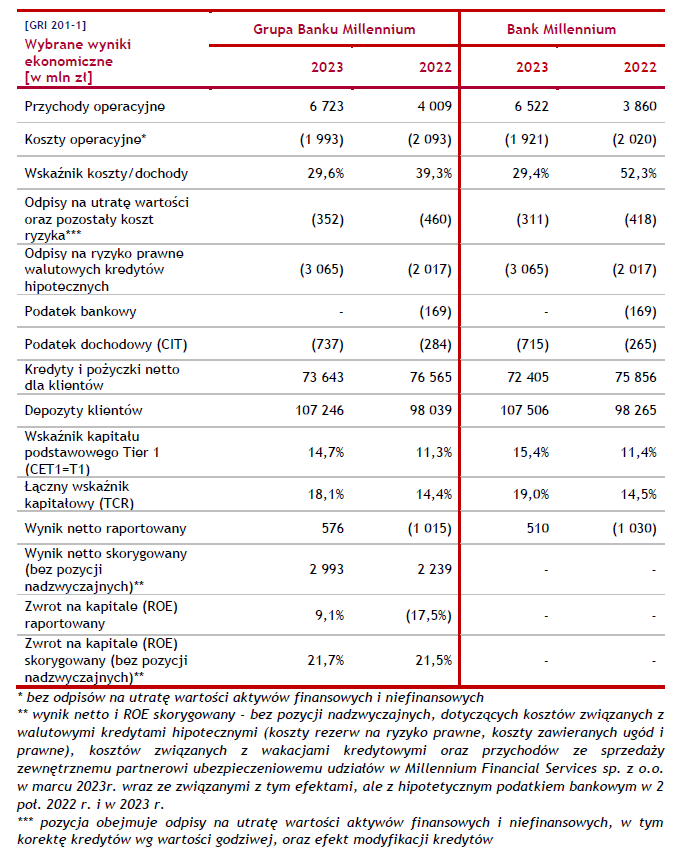 [GRI 201-1]
Wybrane wyniki
ekonomiczne
[w mln zł]
Grupa Banku Millennium
Bank Millennium
2023 2022 2023 2022
Przychody operacyjne 6 723 4 009 6 522 3 860
Koszty operacyjne* (1 993) (2 093) (1 921) (2 020)
Wskaźnik koszty/dochody 29,6% 39,3% 29,4% 52,3%
Odpisy na utratę wartości
oraz pozostały koszt
ryzyka***
(352) (460) (311) (418)
Odpisy na ryzyko prawne
walutowych kredytów
hipotecznych
(3 065) (2 017) (3 065) (2 017)
Podatek bankowy - (169) - (169)
Podatek dochodowy (CIT) (737) (284) (715) (265)
Kredyty i pożyczki netto
dla klientów
73 643 76 565 72 405 75 856
Depozyty klientów 107 246 98 039 107 506 98 265
Wskaźnik kapitału
podstawowego Tier 1
(CET1=T1)
14,7% 11,3% 15,4% 11,4%
Łączny wskaźnik
kapitałowy (TCR)
18,1% 14,4% 19,0% 14,5%
Wynik netto raportowany 576 (1 015) 510 (1 030)
Wynik netto skorygowany
(bez pozycji
nadzwyczajnych)**
2 993 2 239 - -
Zwrot na kapitale (ROE)
raportowany
9,1% (17,5%) - -
Zwrot na kapitale (ROE)
skorygowany (bez pozycji
nadzwyczajnych)**
21,7% 21,5% - -
* bez odpisów na utratę wartości aktywów finansowych i niefinansowych
** wynik netto i ROE skorygowany - bez pozycji nadzwyczajnych, dotyczących kosztów związanych z
walutowymi kredytami hipotecznymi (koszty rezerw na ryzyko prawne, koszty zawieranych ugód i
prawne), kosztów związanych z wakacjami kredytowymi oraz przychodów ze sprzedaży
zewnętrznemu partnerowi ubezpieczeniowemu udziałów w Millennium Financial Services sp. z o.o.
w marcu 2023r. wraz ze związanymi z tym efektami, ale z hipotetycznym podatkiem bankowym w 2
poł. 2022 r. i w 2023 r.
*** pozycja obejmuje odpisy na utratę wartości aktywów finansowych i niefinansowych, w tym
korektę kredytów wg wartości godziwej, oraz efekt modyfikacji kredytów